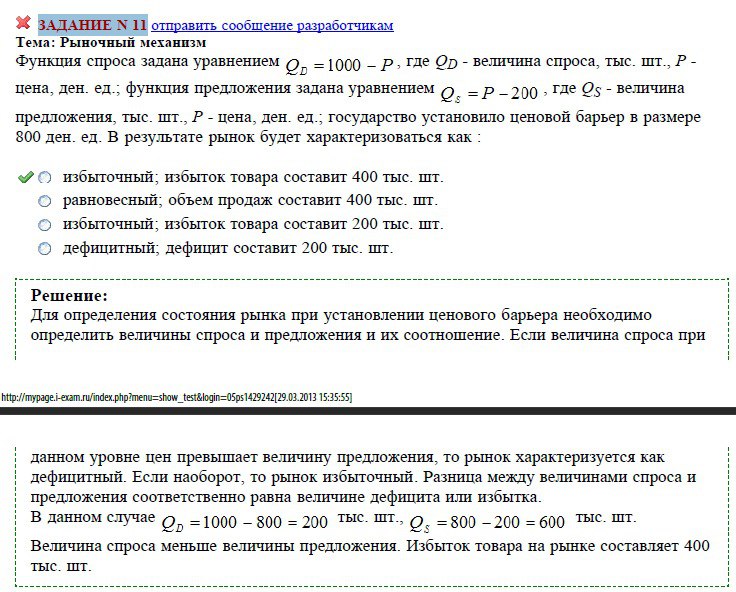 ЗАДАНИЕ N 11 отправить сообщение разработчикам
Тема: Рыночный механизм
Функция спроса задана уравнением Q_D = 1000 − P, где QD - величина спроса, тыс. шт., P -
цена, ден. ед.; функция предложения задана уравнением Q_S = P − 200, где QS - величина
предложения, тыс. шт., P - цена, ден. ед.; государство установило ценовой барьер в размере
800 ден. ед. В результате рынок будет характеризоваться как :
избыточный; избыток товара составит 400 тыс. шт.
равновесный; объем продаж составит 400 тыс. шт.
избыточный; избыток товара составит 200 тыс. шт.
дефицитный; дефицит составит 200 тыс. шт.
Решение:
Для определения состояния рынка при установлении ценового барьера необходимо
определить величины спроса и предложения и их соотношение. Если величина спроса при
http://mypage.i-exam.ru/index.php?menu=show_test&login=05ps1429242[29.03.2013 15:35:55]
данном уровне цен превышает величину предложения, то рынок характеризуется как
дефицитный. Если наоборот, то рынок избыточный. Разница между величинами спроса и
предложения соответственно равна величине дефицита или избытка.
В данном случае Q_D = 1000 − 800 = 200 тыс. шт., Q_S = 800 − 200 = 600 тыс. шт.
Величина спроса меньше величины предложения. Избыток товара на рынке составляет 400
тыс. шт.